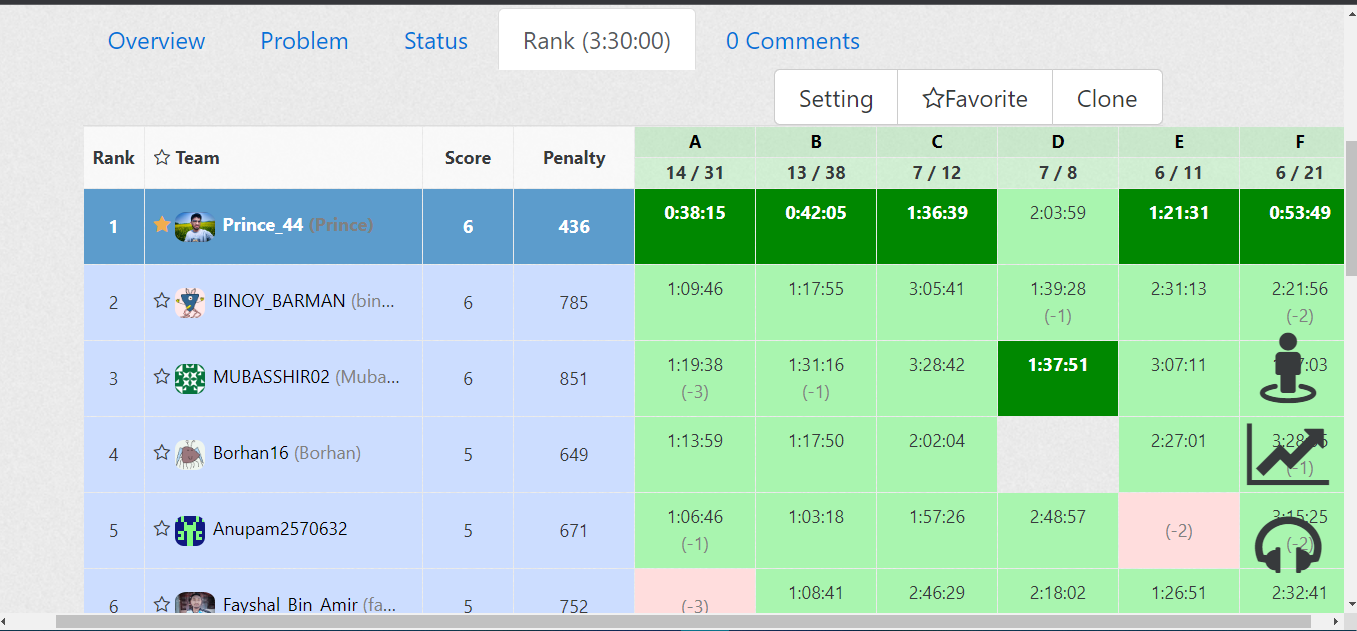 Overview Problem Status Rank (3:30:00) 0 Comments
Setting Favorite Clone
Rank Team Score Penalty A B C D E F
14 / 31 13 / 38 7 / 12 7 / 8 6 / 11 6 / 21
1 Prince_44 (Prince) 6 436 0:38:15 0:42:05 1:36:39 2:03:59 1:21:31 0:53:49
2 BINOY_BARMAN (bin... 6 785 1:09:46 1:17:55 3:05:41 1:39:28 2:31:13 2:21:56
(-1) (-2)
3 MUBASSHIR02 (Muba... 6 851 1:19:38 1:31:16 3:28:42 1:37:51 3:07:11
(-3) (-1)
4 Borhan16 (Borhan) 5 649 1:13:59 1:17:50 2:02:04 2:27:01
(-1)
5 Anupam2570632 5 671 1:06:46 1:03:18 1:57:26 2:48:57 3:15:25
(-1) (-2) (-2)
6 Fayshal_Bin_Amir (fa... 5 752 (-3) 1:08:41 2:46:29 2:18:02 1:26:51 2:32:41